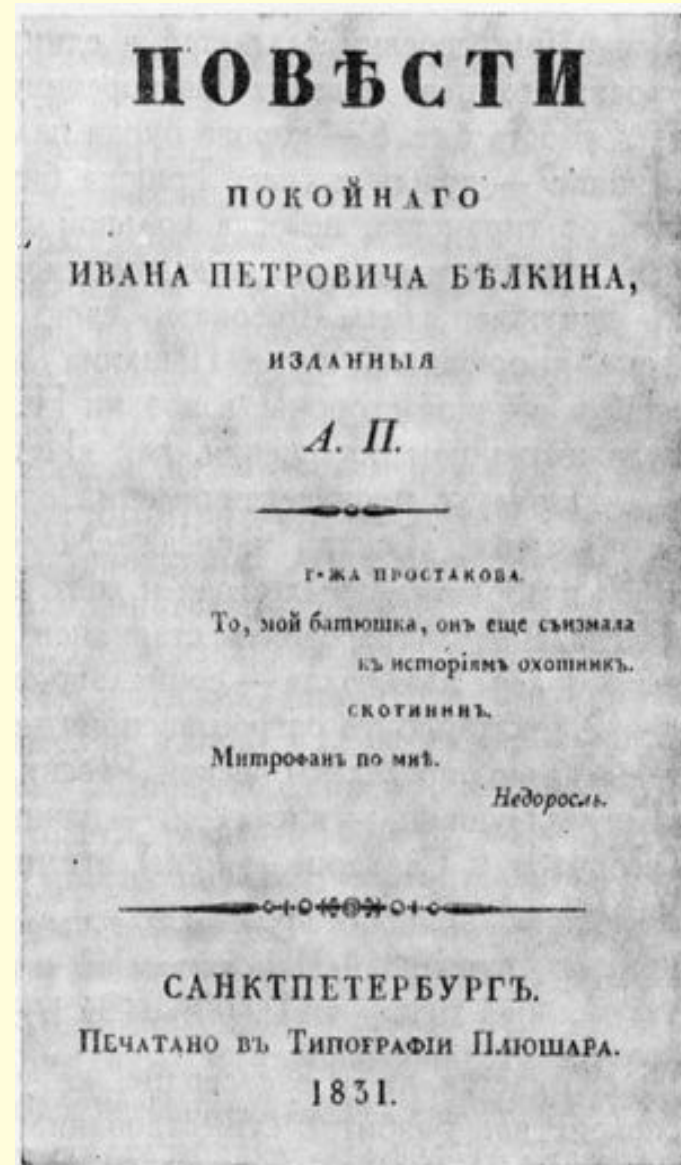 ПОВѢСТИ
ПОКОЙНАГО
ИВАНА ПЕТРОВИЧА БѢЛКИНА,
ИЗДАННЫЯ
А. П.
Г-ЖА ПРОСТАКОВА.
То, мой батюшка, онъ еще съизмала
къ исторіямъ охотникъ.
СКОТИНИНЪ.
Митрофанъ по мнѣ.
Недоросль.
САНКТПЕТЕРБУРГЪ.
Печатано въ Типографіи Плюшара.
1831.